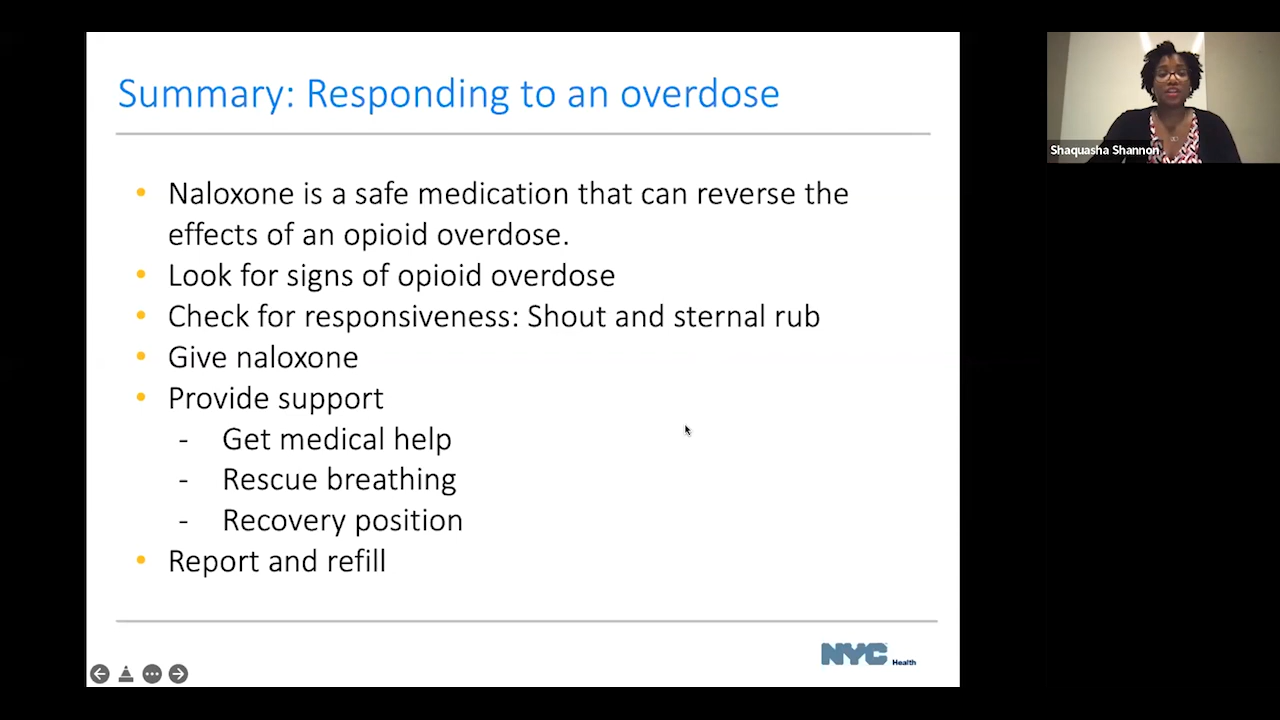 Summary: Responding to an overdose
• Naloxone is a safe medication that can reverse the
effects of an opioid overdose.
• Look for signs of opioid overdose
• Check for responsiveness: Shout and sternal rub
• Give naloxone
• Provide support
- Get medical help
- Rescue breathing
- Recovery position
• Report and refill
NYC Health
Shaquasha Shannon